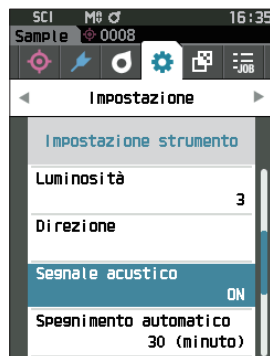 SCI M0 16:35
Sample 0008
JOB
Impostazione
Impostazione strumento
Luminosità
3
Direzione
Segnale acustico
ON
Spegnimento automatico
30 (minuto)